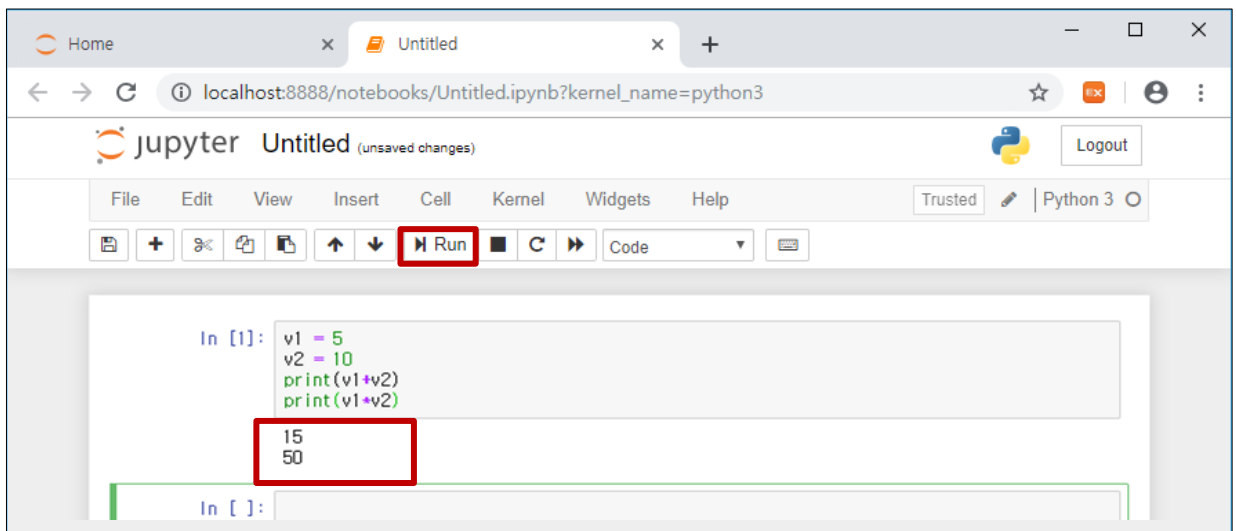 Home
Untitled
localhost:8888/notebooks/Untitled.ipynb?kernel_name=python3
EX
jupyter Untitled (unsaved changes)
Logout
File Edit View Insert Cell Kernel Widgets Help Trusted Python 3
Run Code
In [1]: v1 = 5
v2 = 10
print(v1+v2)
print(v1*v2)
15
50
In [ ]: